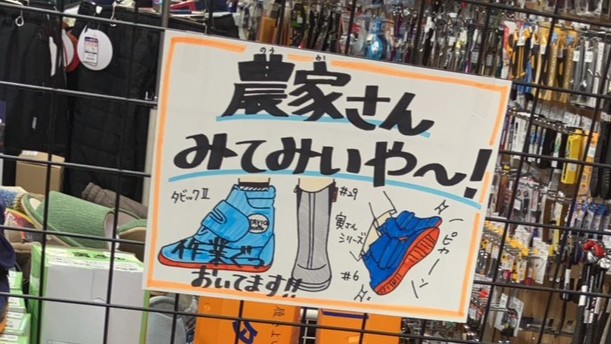 のうか
農家さん
みてみいや～!
タビックⅡ
#29
寅さん
シリーズ
#6
ピカーン
作業ぐつ
おいてます!!